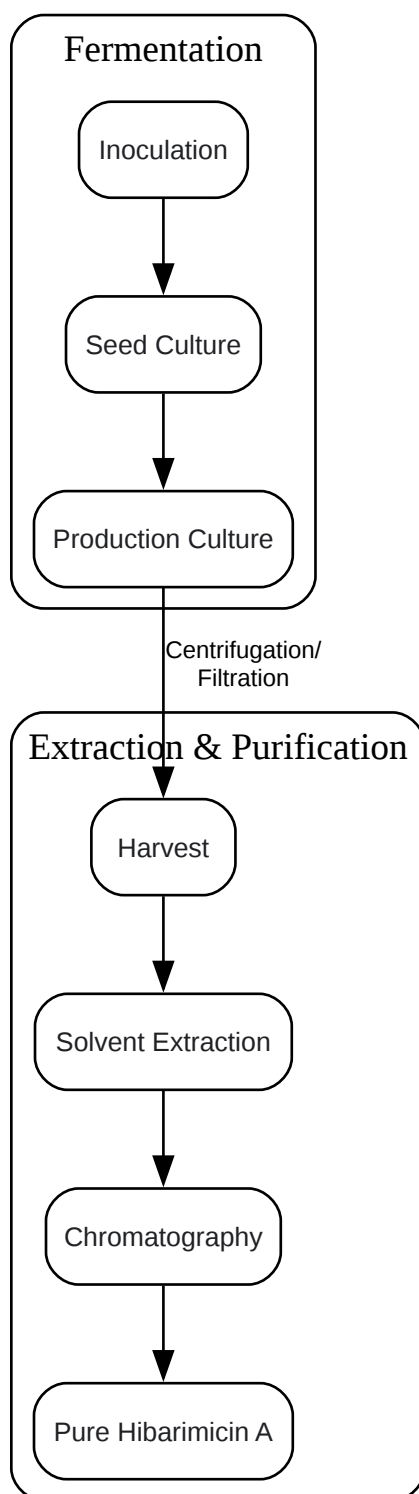 Fermentation
Inoculation
Seed Culture
Production Culture
Centrifugation/
Filtration
Extraction & Purification
Harvest
Solvent Extraction
Chromatography
Pure Hibarimicin A